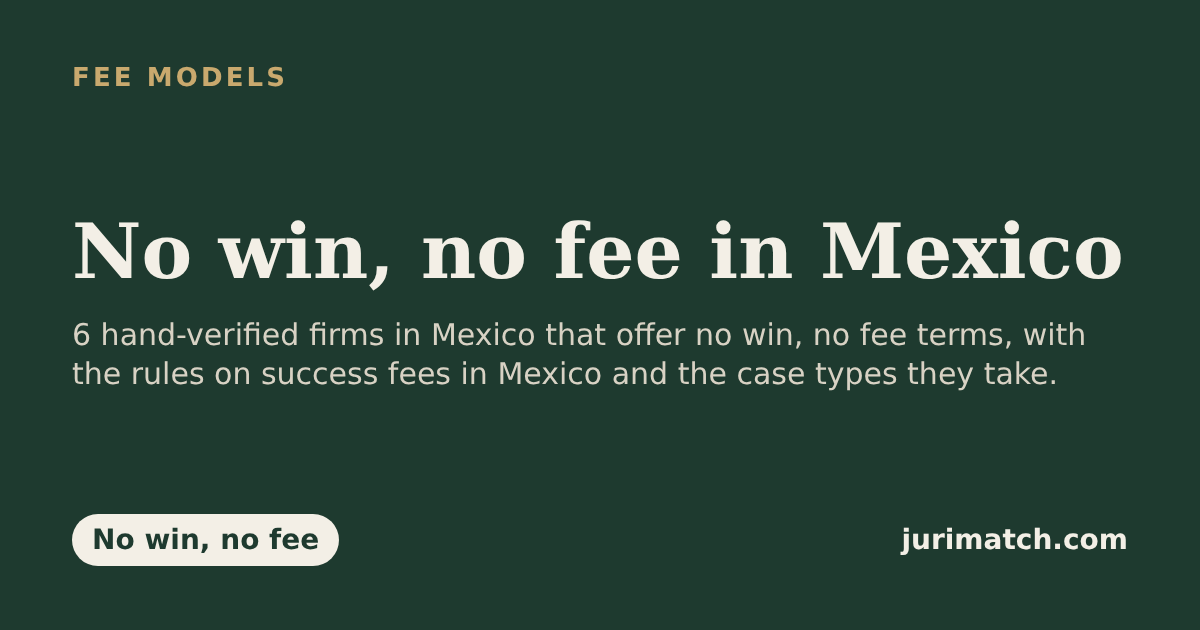 FEE MODELS
No win, no fee in Mexico
6 hand-verified firms in Mexico that offer no win, no fee terms, with
the rules on success fees in Mexico and the case types they take.
No win, no fee
jurimatch.com